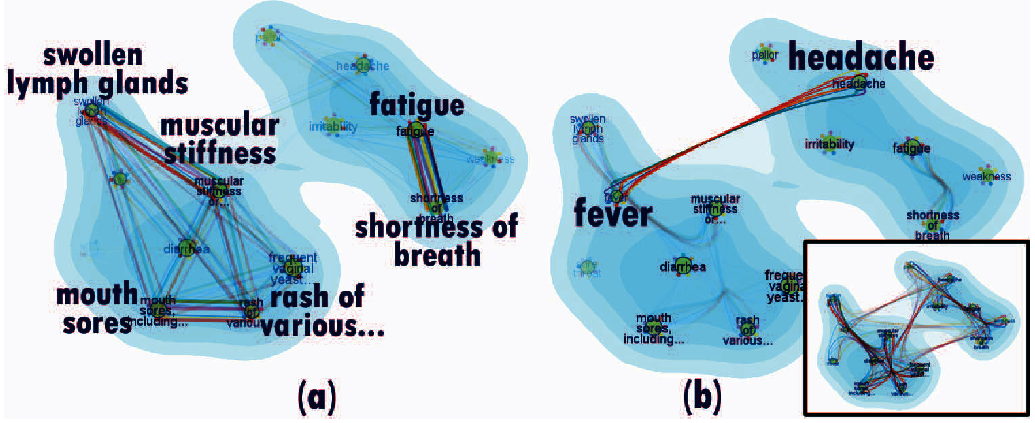 swollen
lymph glands
swollen
lymph
glands
muscular
stiffness
muscular
stiffness
or...
diarrhea
frequent
vaginal
yeast...
mouth
sores
mouth
sores,
including...
rash
of
various...
rash of
various...
pallor
headache
irritability
fatigue
fatigue
weakness
shortness
of
breath
shortness of
breath
(a)
pallor
headache
headache
irritability
fatigue
weakness
shortness
of
breath
swollen
lymph
glands
fever
fever
muscular
stiffness
or...
diarrhea
sore
throat
frequent
vaginal
yeast...
mouth
sores,
including...
rash
of
various...
(b)